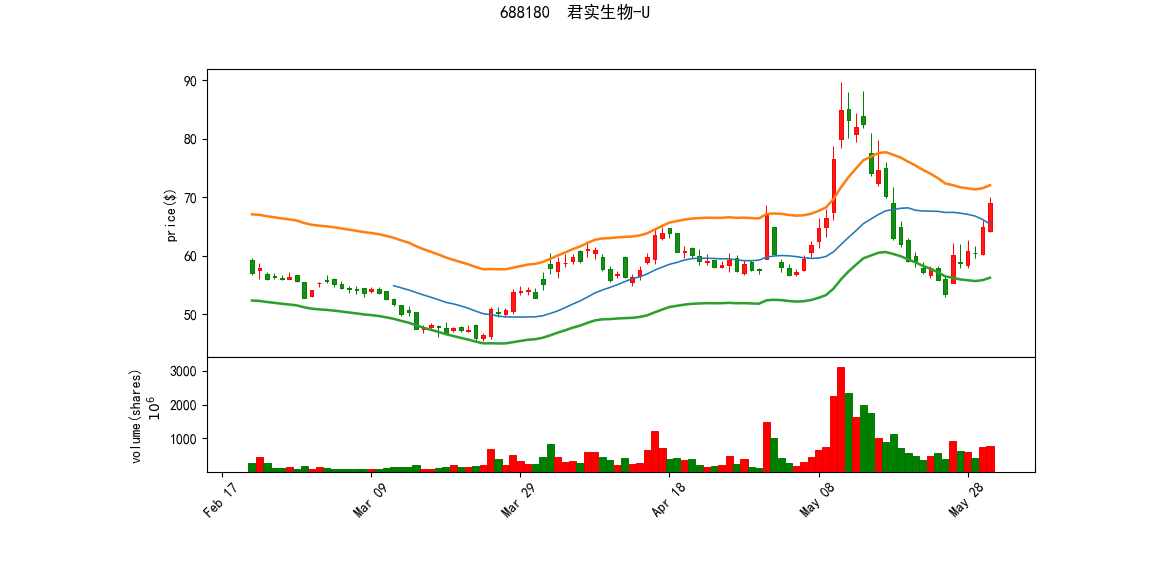 688180 君实生物-U
price($)
90
80
70
60
50
volume(shares)
10^6
3000
2000
1000
Feb 17
Mar 09
Mar 29
Apr 18
May 08
May 28